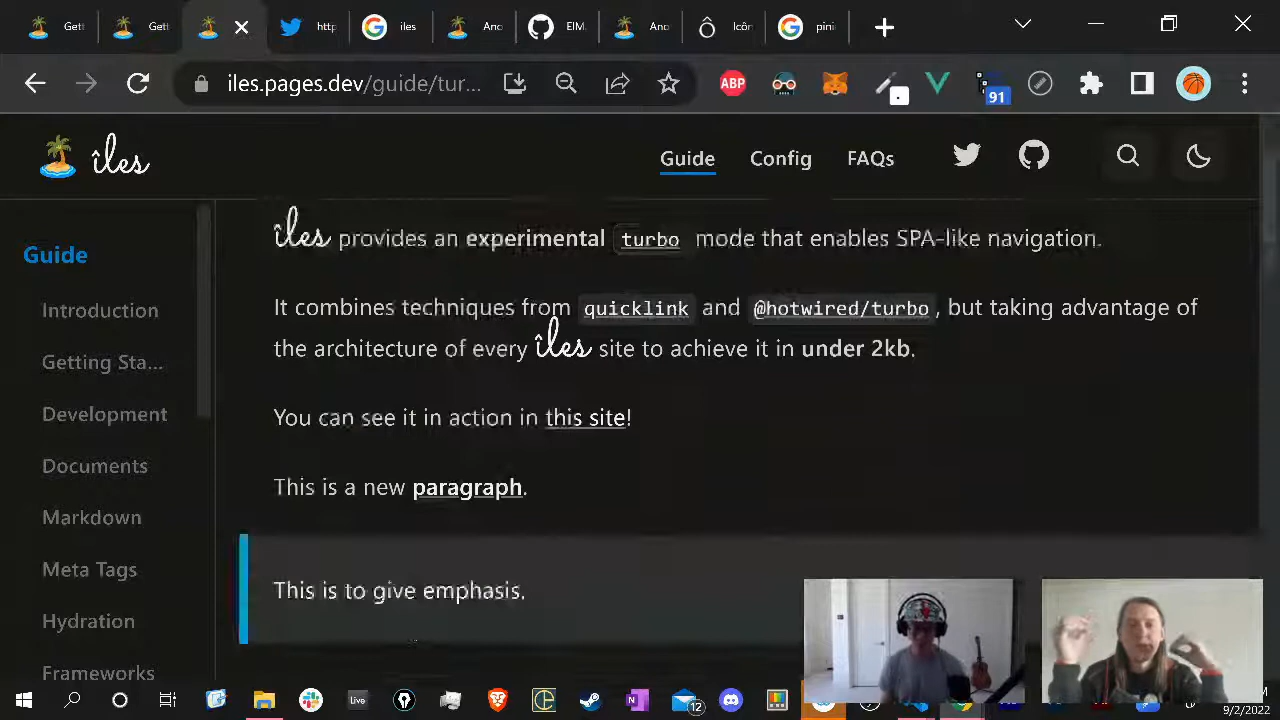 Gett
Gett
http
iles
Anc
EIM
Ano
Icôn
pini
iles.pages.dev/guide/tur...
ABP
91
îles
Guide
Config
FAQs
Guide
Introduction
Getting Sta...
Development
Documents
Markdown
Meta Tags
Hydration
Frameworks
îles provides an experimental turbo mode that enables SPA-like navigation.
It combines techniques from quicklink and @hotwired/turbo, but taking advantage of
the architecture of every îles site to achieve it in under 2kb.
You can see it in action in this site!
This is a new paragraph.
This is to give emphasis.
Live
12
9/2/2022